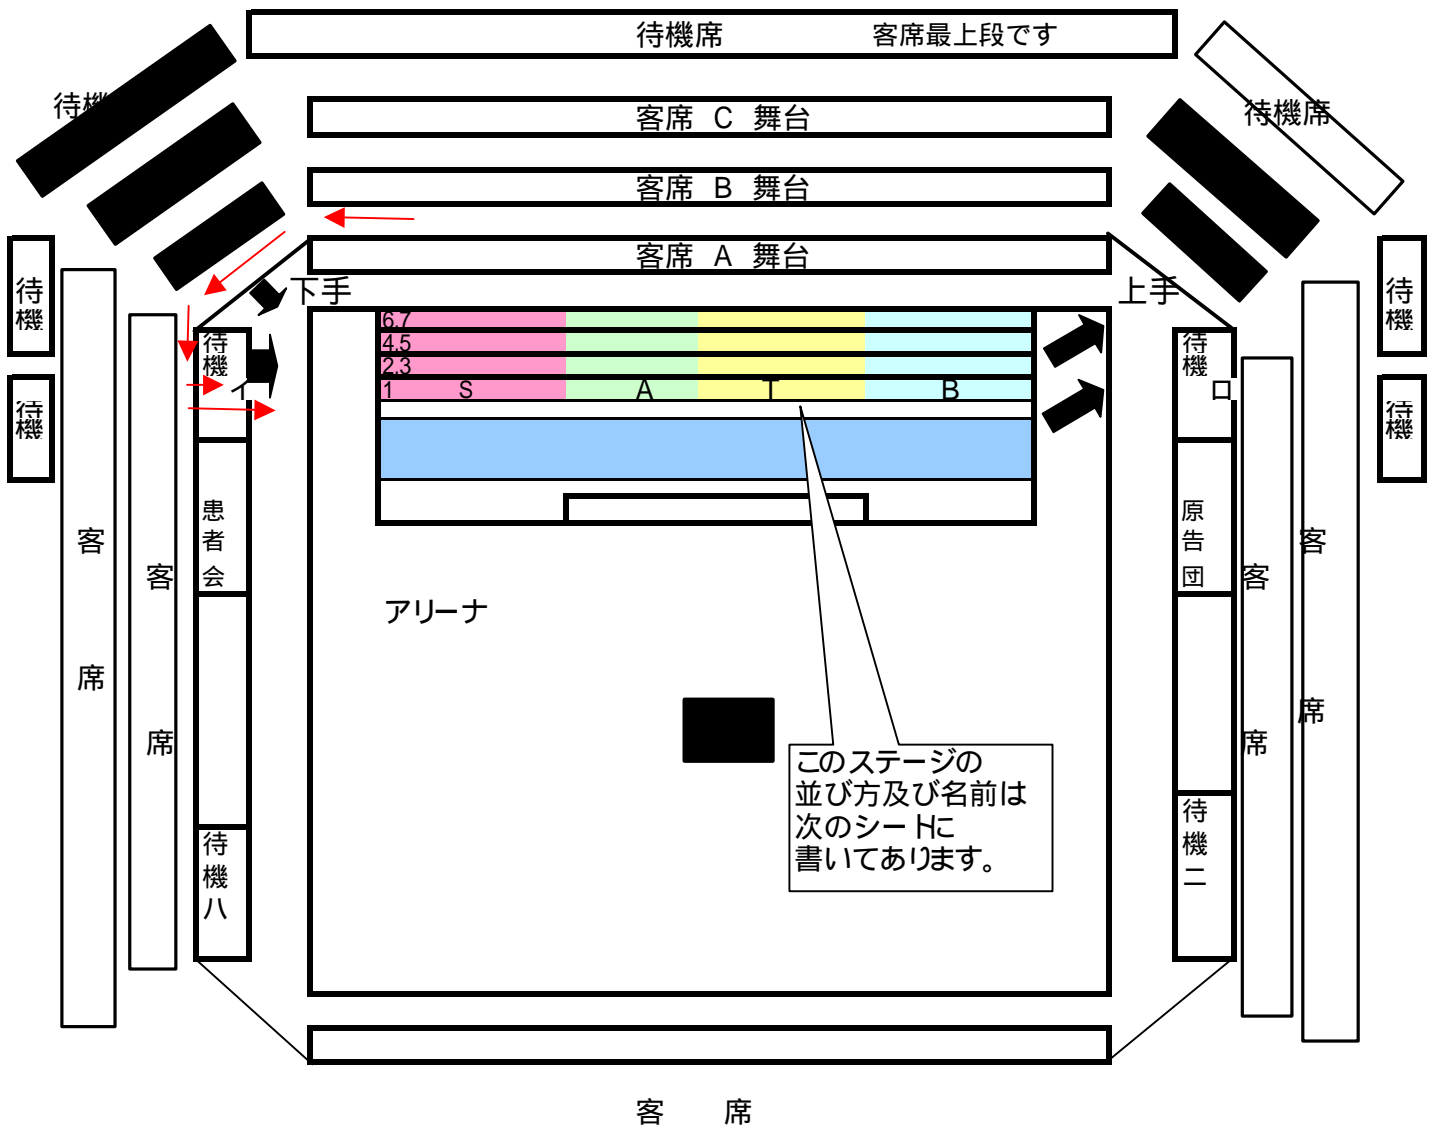 待機席 客席最上段です
待機
待機席
客席 C 舞台
客席 B 舞台
客席 A 舞台
下手
上手
待機
待機
待機
待機
6.7
4.5
2.3
1 S A T B
待機イ
待機ロ
患者会
原告団
客席
客席
客席
客席
アリーナ
このステージの
並び方及び名前は
次のシートに
書いてあります。
待機ハ
待機ニ
客 席